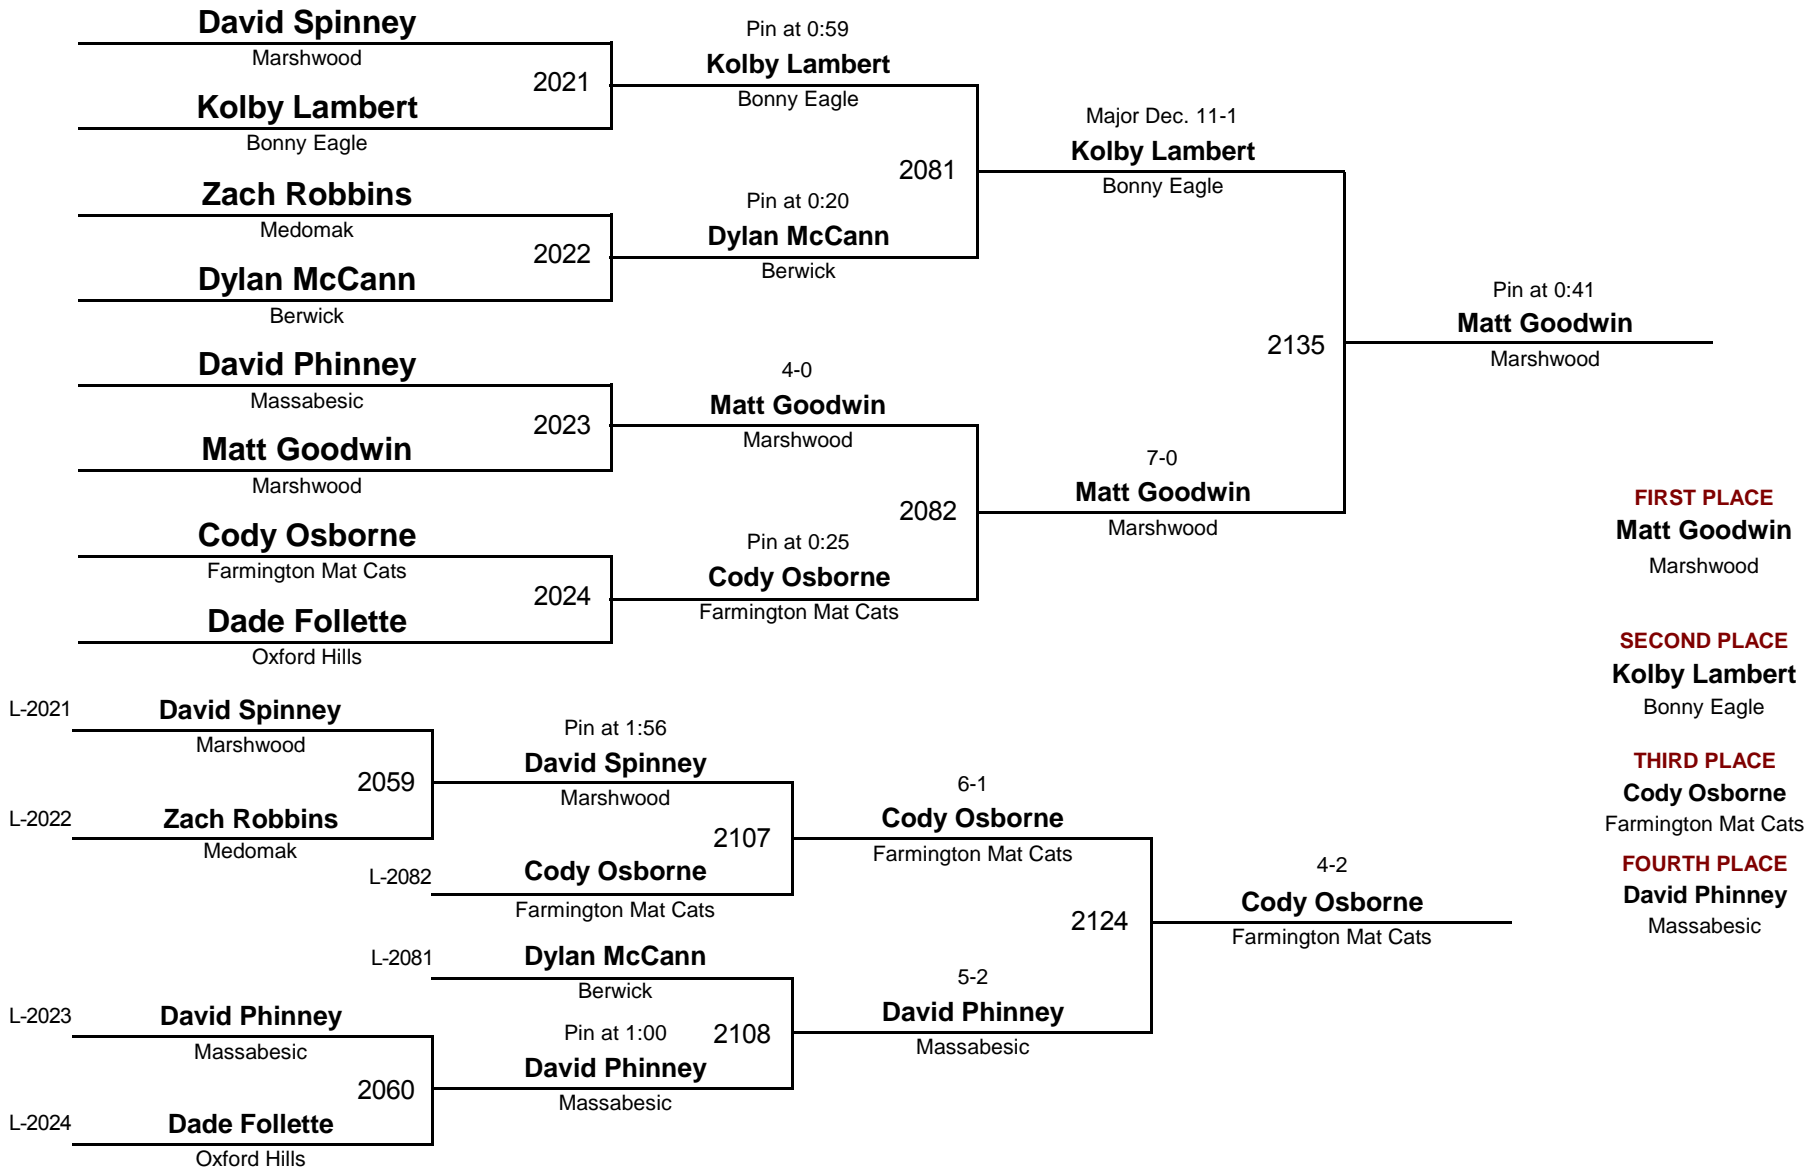 David Spinney
Marshwood
2021
Kolby Lambert
Bonny Eagle
Zach Robbins
Medomak
2022
Dylan McCann
Berwick
David Phinney
Massabesic
2023
Matt Goodwin
Marshwood
Cody Osborne
Farmington Mat Cats
2024
Dade Follette
Oxford Hills
Pin at 0:59
Kolby Lambert
Bonny Eagle
2081
Pin at 0:20
Dylan McCann
Berwick
4-0
Matt Goodwin
Marshwood
2082
Pin at 0:25
Cody Osborne
Farmington Mat Cats
Major Dec. 11-1
Kolby Lambert
Bonny Eagle
2135
7-0
Matt Goodwin
Marshwood
Pin at 0:41
Matt Goodwin
Marshwood
FIRST PLACE
Matt Goodwin
Marshwood
SECOND PLACE
Kolby Lambert
Bonny Eagle
THIRD PLACE
Cody Osborne
Farmington Mat Cats
FOURTH PLACE
David Phinney
Massabesic
L-2021
David Spinney
Marshwood
2059
L-2022
Zach Robbins
Medomak
Pin at 1:56
David Spinney
Marshwood
2107
L-2082
Cody Osborne
Farmington Mat Cats
L-2081
Dylan McCann
Berwick
2108
L-2023
David Phinney
Massabesic
2060
L-2024
Dade Follette
Oxford Hills
Pin at 1:00
David Phinney
Massabesic
6-1
Cody Osborne
Farmington Mat Cats
2124
5-2
David Phinney
Massabesic
4-2
Cody Osborne
Farmington Mat Cats